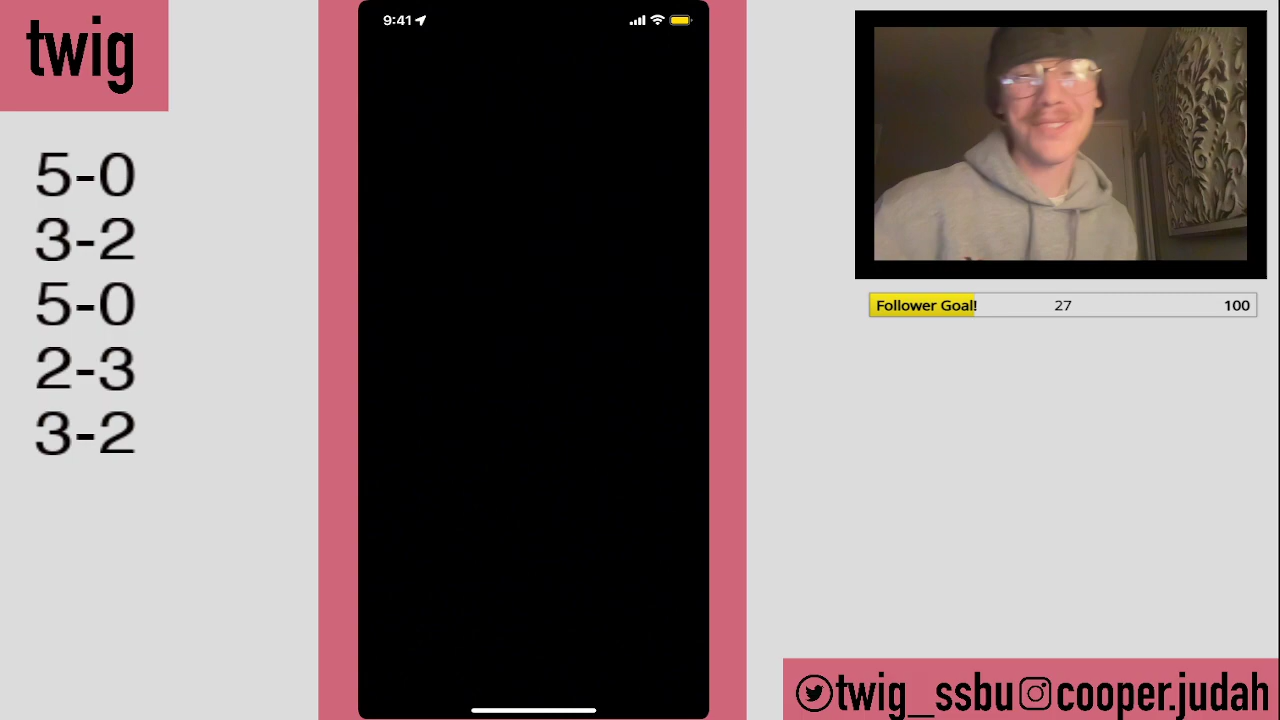 twig
5-0
3-2
5-0
2-3
3-2
9:41
Follower Goal! 27 100
twig_ssbu cooper.judah